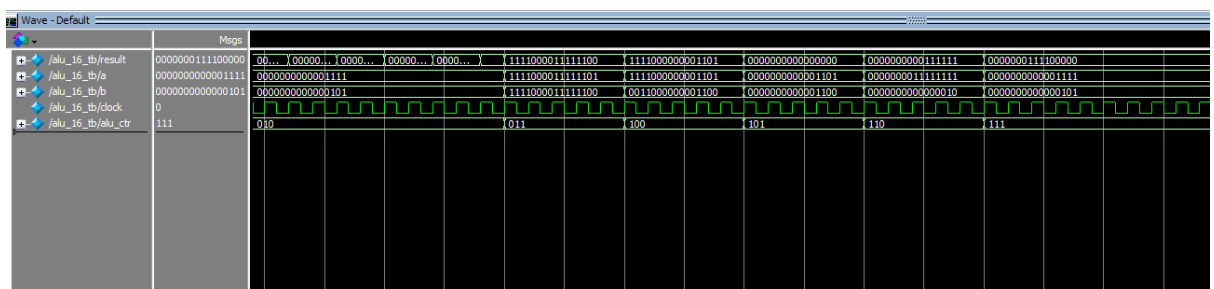 Wave - Default
Msgs
/alu_16_tb/result 0000000111100000 00... 00000... 0000... 00000... 0000... 1111000011111100 1111000000001101 0000000000000000 0000000000111111 0000000111100000
/alu_16_tb/a 0000000000001111 0000000000001111 1111000011111101 1111000000001101 0000000000001101 0000000011111111 0000000000001111
/alu_16_tb/b 0000000000000101 0000000000000101 1111000011111100 0011000000001100 0000000000001100 0000000000000010 0000000000000101
/alu_16_tb/clock 0
/alu_16_tb/alu_ctr 111 010 011 100 101 110 111